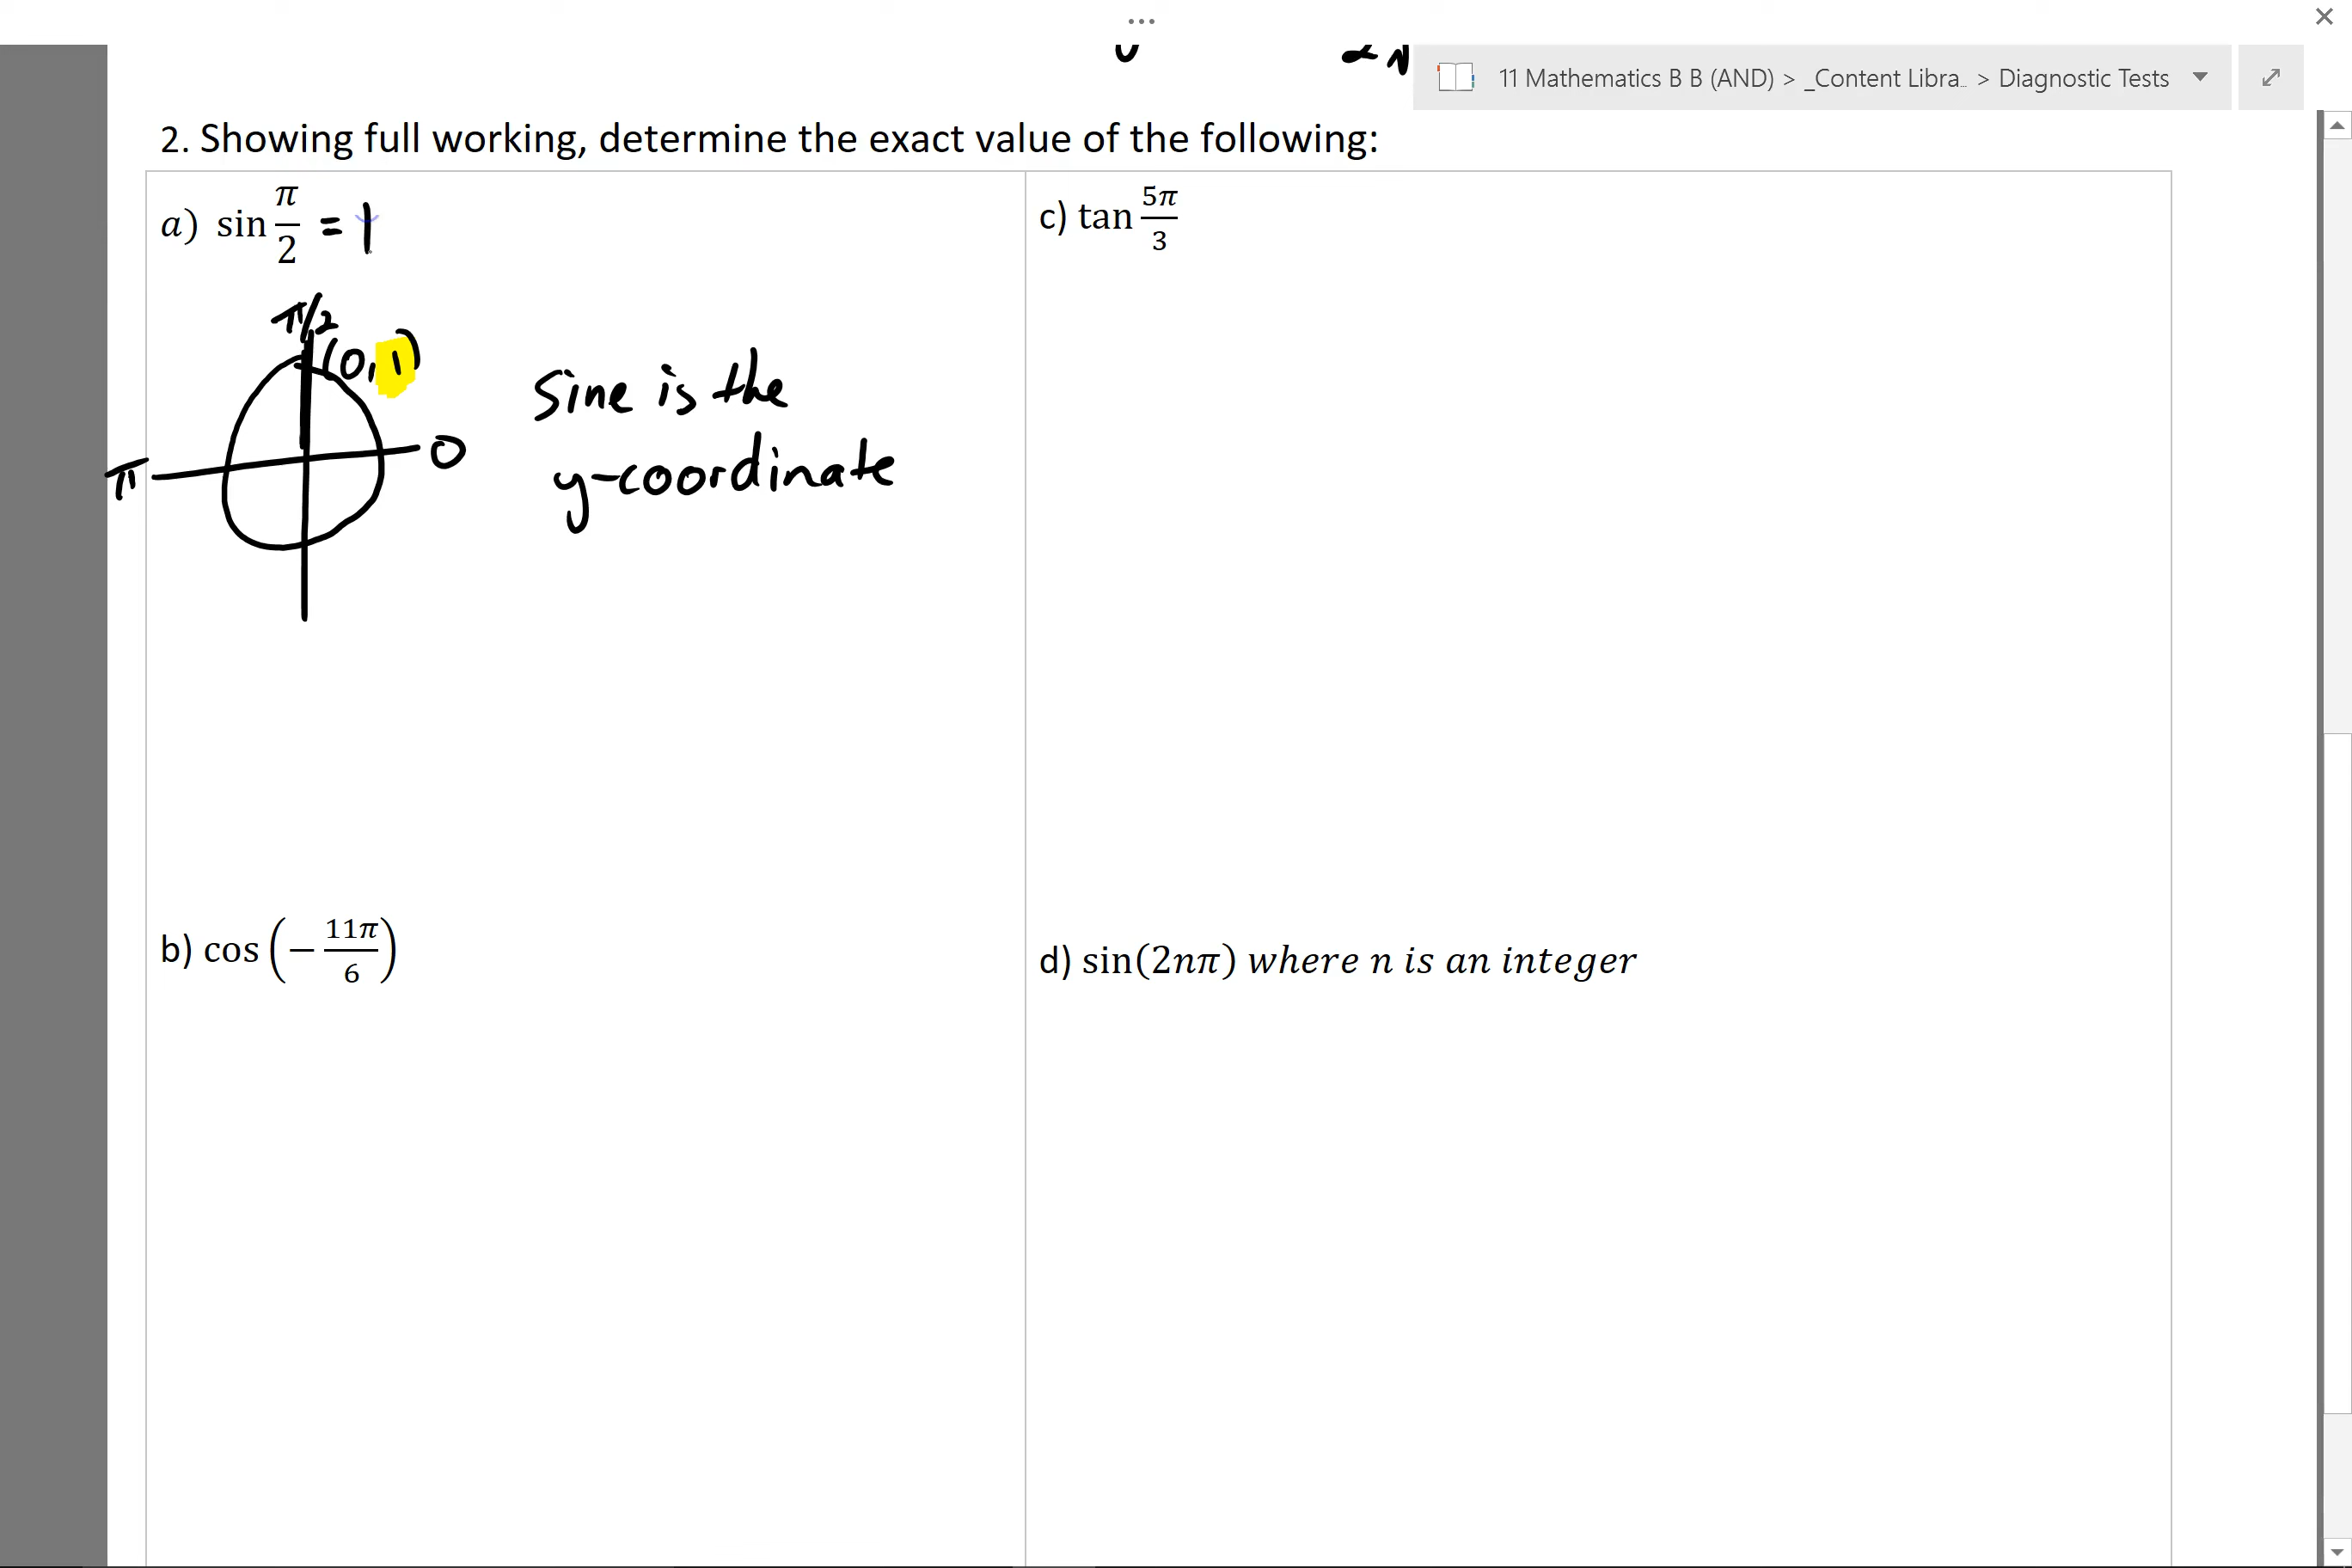 11 Mathematics B B (AND) > _Content Libra... > Diagnostic Tests
2. Showing full working, determine the exact value of the following:
a) sin π/2 = 1
π/2
(0, 1)
0
π
Sine is the
y-coordinate
c) tan 5π/3
b) cos (− 11π/6)
d) sin(2nπ) where n is an integer